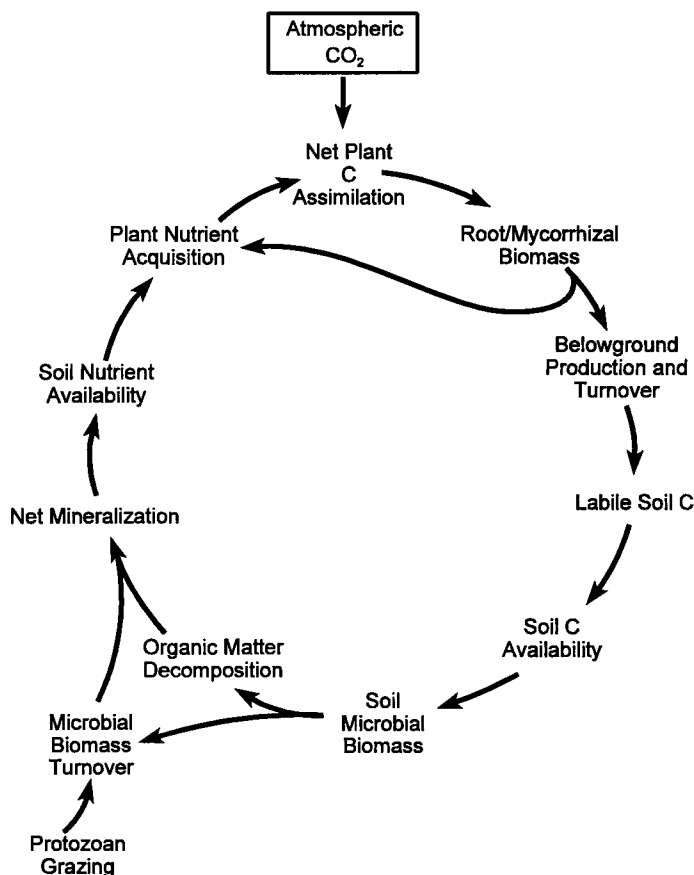 Atmospheric
CO₂
Net Plant
C
Assimilation
Root/Mycorrhizal
Biomass
Plant Nutrient
Acquisition
Belowground
Production and
Turnover
Soil Nutrient
Availability
Labile Soil C
Net Mineralization
Soil C
Availability
Organic Matter
Decomposition
Soil
Microbial
Biomass
Microbial
Biomass
Turnover
Protozoan
Grazing